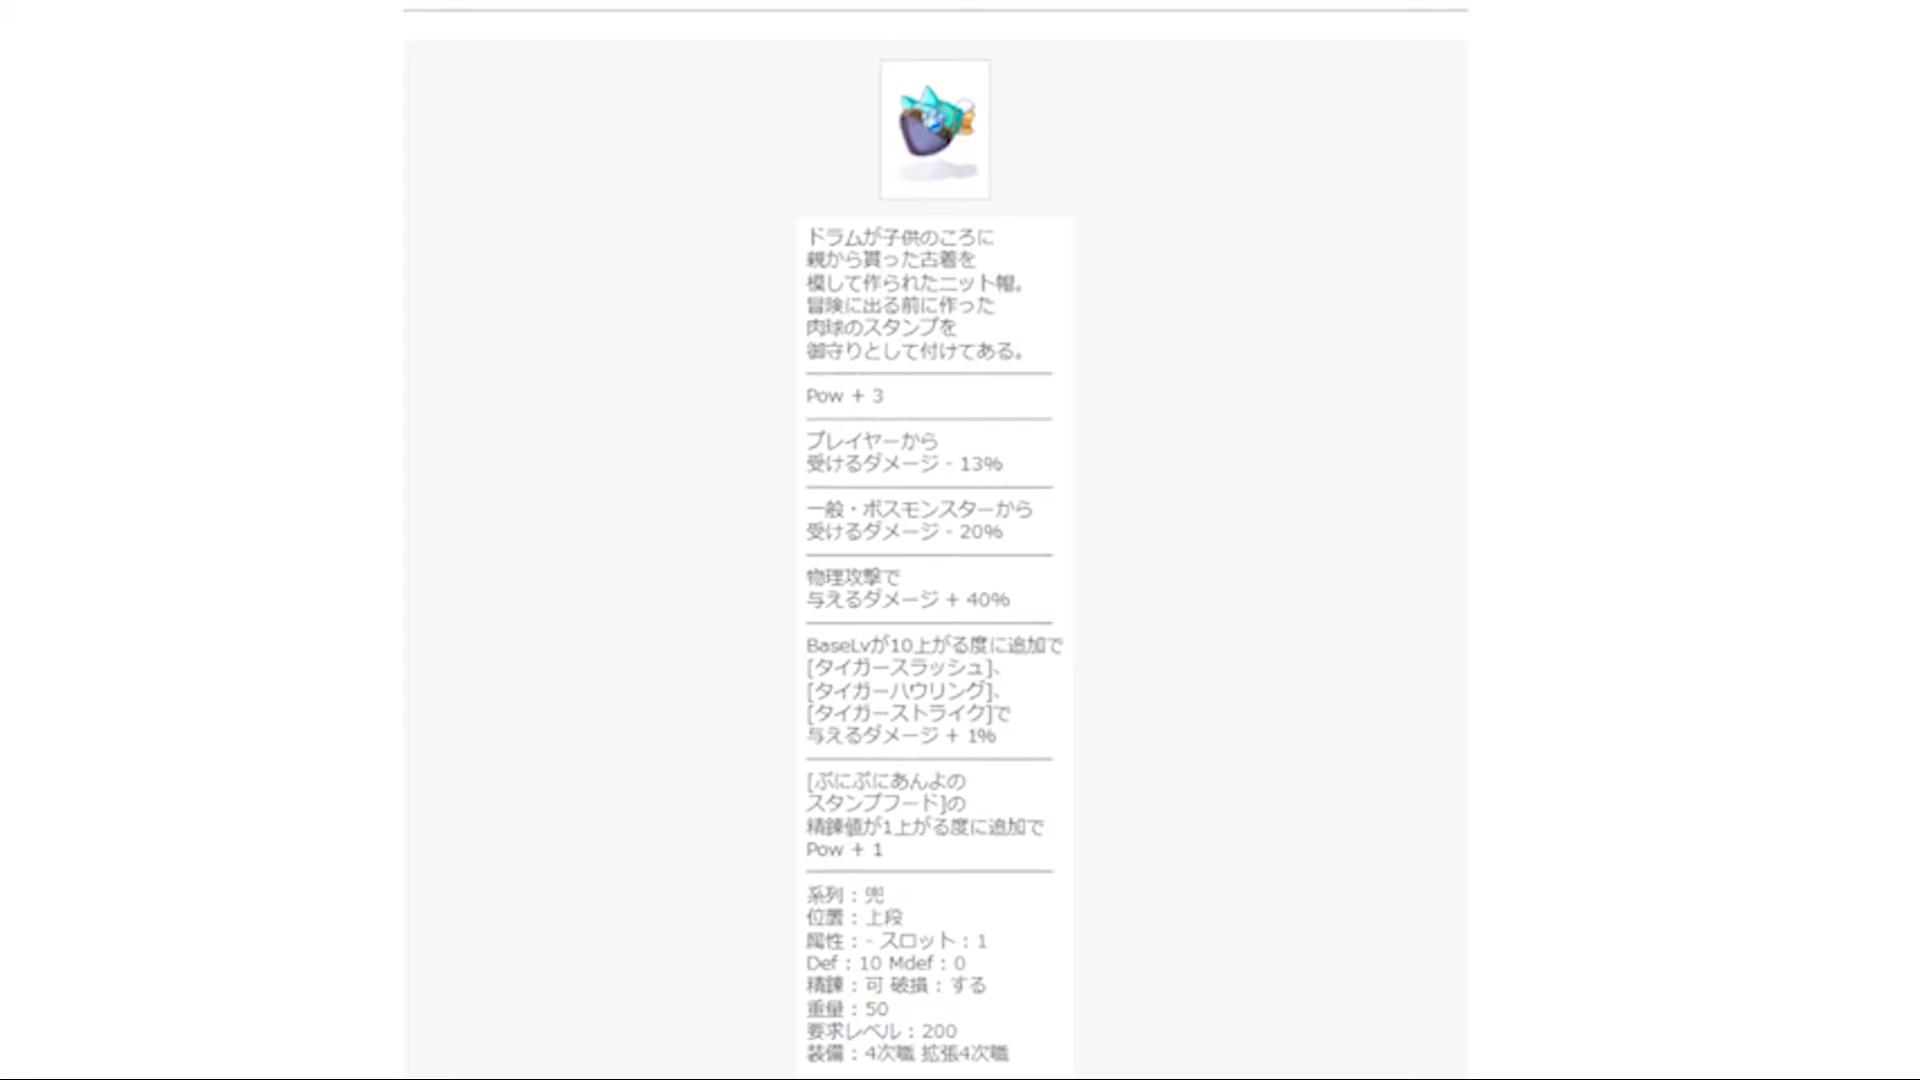 ドラムが子供のころに
親から貰った古着を
模して作られたニット帽。
冒険に出る前に作った
肉球のスタンプを
御守りとして付けてある。
Pow + 3
プレイヤーから
受けるダメージ - 13%
一般・ボスモンスターから
受けるダメージ - 20%
物理攻撃で
与えるダメージ + 40%
BaseLvが10上がる度に追加で
[タイガースラッシュ]、
[タイガーハウリング]、
[タイガーストライク]で
与えるダメージ + 1%
[ぷにぷにあんよの
スタンプフード]の
精錬値が1上がる度に追加で
Pow + 1
系列 : 兜
位置 : 上段
属性 : - スロット : 1
Def : 10 Mdef : 0
精錬 : 可 破損 : する
重量 : 50
要求レベル : 200
装備 : 4次職 拡張4次職